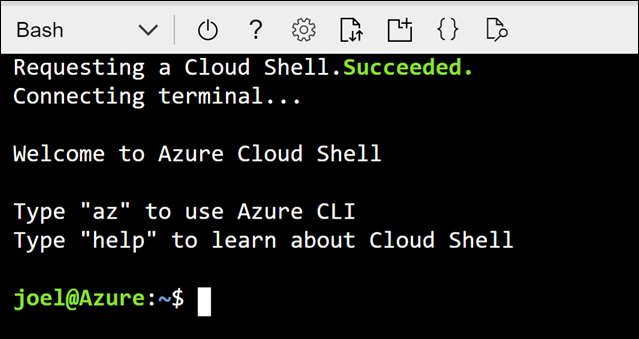 Bash
Requesting a Cloud Shell.Succeeded.
Connecting terminal...
Welcome to Azure Cloud Shell
Type "az" to use Azure CLI
Type "help" to learn about Cloud Shell
joel@Azure:~$